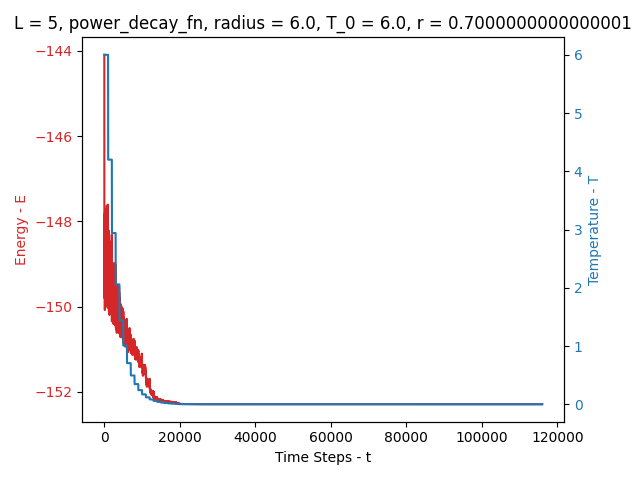 L = 5, power_decay_fn, radius = 6.0, T_0 = 6.0, r = 0.7000000000000001
−144
−146
−148
−150
−152
Energy - E
6
5
4
3
2
1
0
Temperature - T
0 20000 40000 60000 80000 100000 120000
Time Steps - t